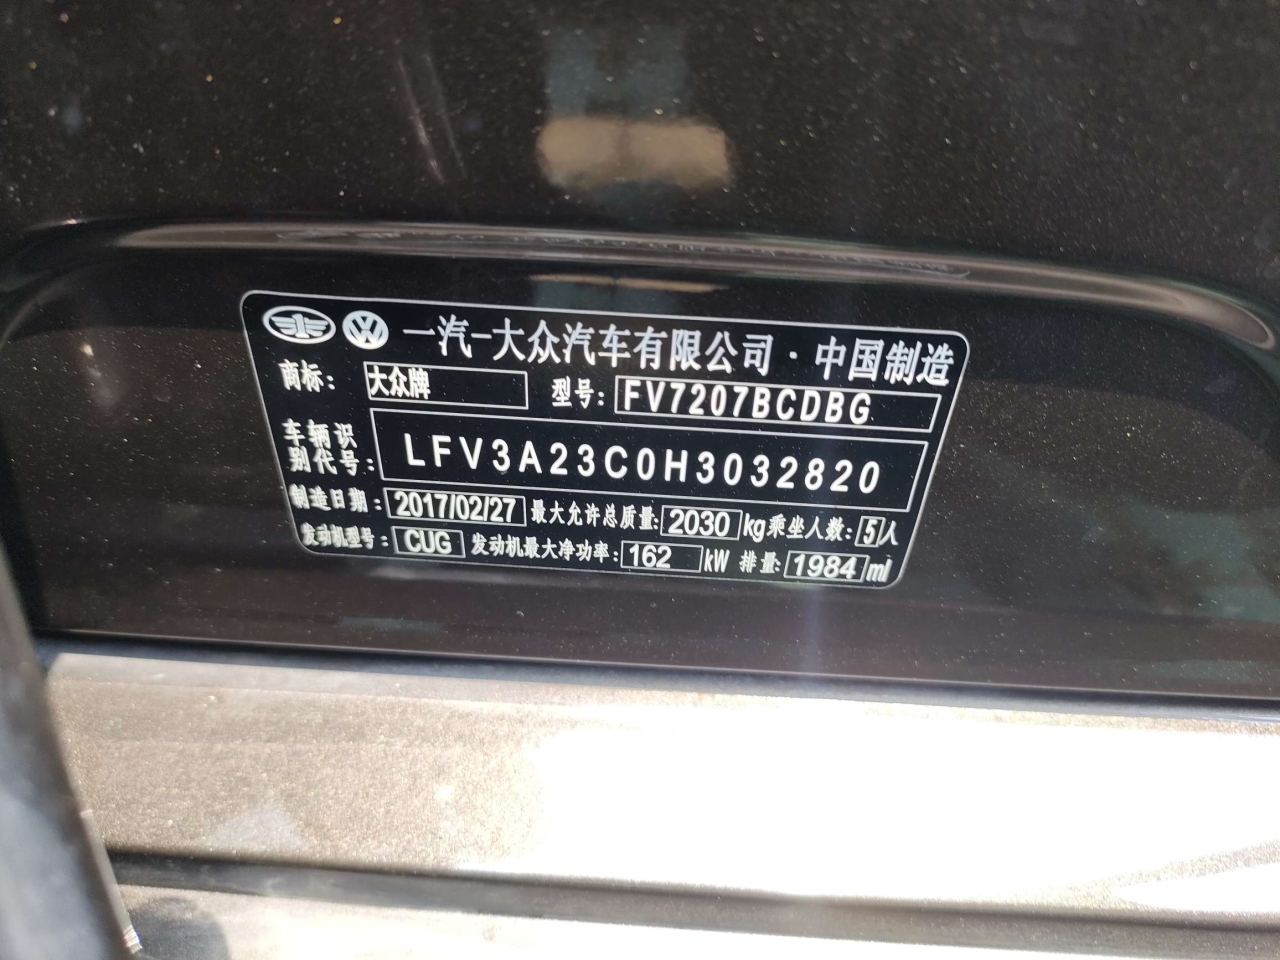 一汽-大众汽车有限公司·中国制造
商标: 大众牌 型号: FV7207BCDBG
车辆识
别代号: LFV3A23C0H3032820
制造日期: 2017/02/27 最大允许总质量: 2030 kg 乘坐人数: 5 人
发动机型号: CUG 发动机最大净功率: 162 kW 排量: 1984 ml